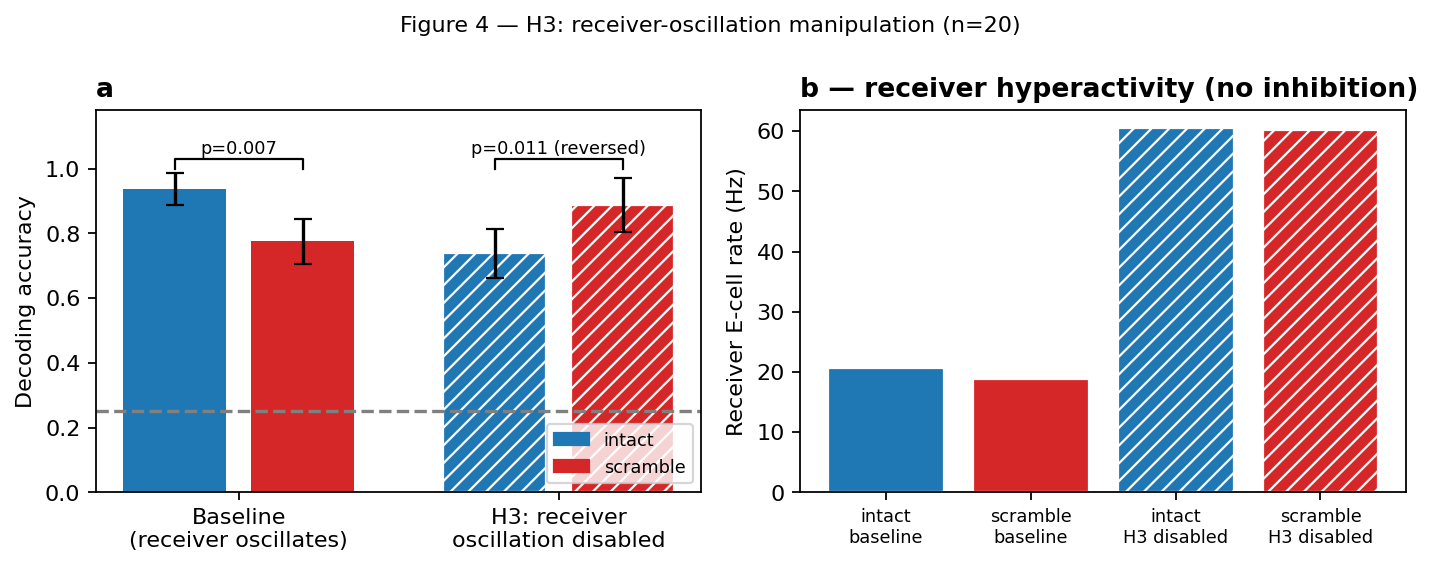 Figure 4 — H3: receiver-oscillation manipulation (n=20)
a
Decoding accuracy
1.0
0.8
0.6
0.4
0.2
0.0
p=0.007
p=0.011 (reversed)
intact
scramble
Baseline
(receiver oscillates)
H3: receiver
oscillation disabled
b — receiver hyperactivity (no inhibition)
Receiver E-cell rate (Hz)
60
50
40
30
20
10
0
intact
baseline
scramble
baseline
intact
H3 disabled
scramble
H3 disabled